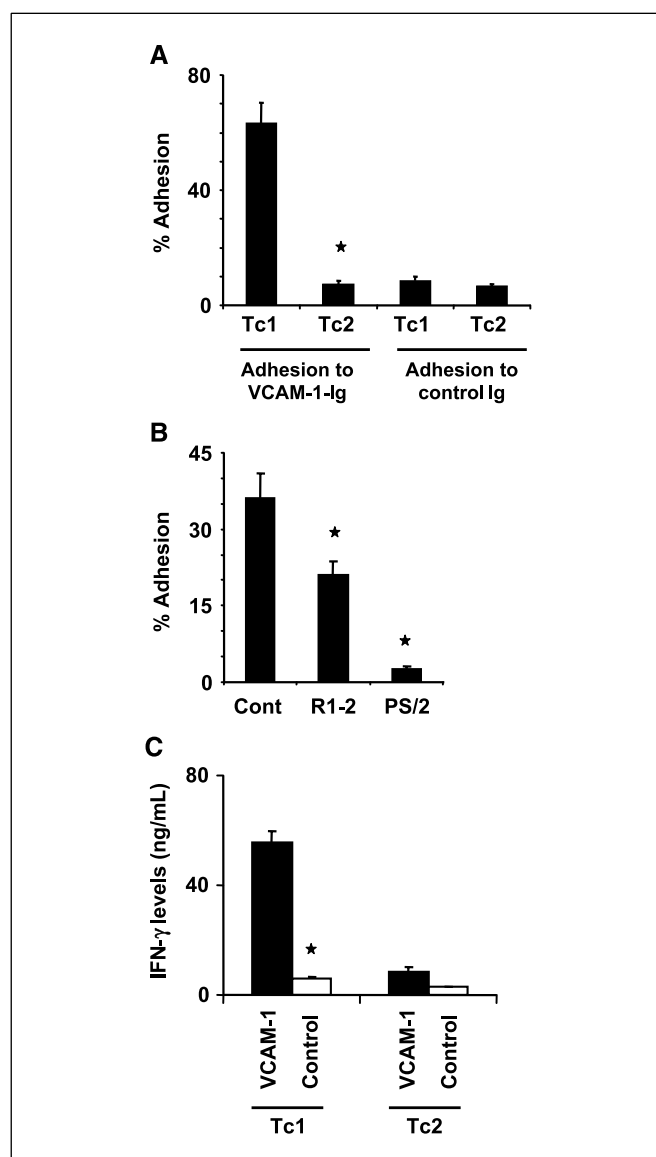 A
80
40
0
% Adhesion
★
Tc1 Tc2 Tc1 Tc2
Adhesion to VCAM-1-Ig
Adhesion to control Ig
B
45
30
15
0
% Adhesion
★
★
Cont R1-2 PS/2
C
80
40
0
IFN-γ levels (ng/mL)
★
VCAM-1
Control
VCAM-1
Control
Tc1 Tc2